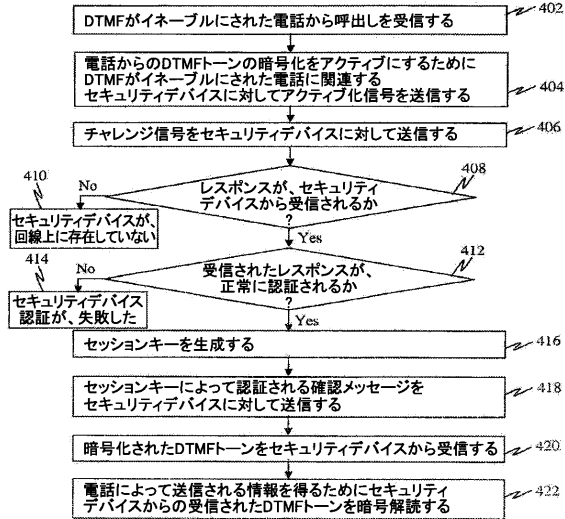 DTMFがイネーブルにされた電話から呼出しを受信する
402
電話からのDTMFトーンの暗号化をアクティブにするために
DTMFがイネーブルにされた電話に関連する
セキュリティデバイスに対してアクティブ化信号を送信する
404
チャレンジ信号をセキュリティデバイスに対して送信する
406
レスポンスが、セキュリティ
デバイスから受信されるか
?
408
No
410
セキュリティデバイスが、
回線上に存在していない
Yes
受信されたレスポンスが、
正常に認証されるか
?
412
No
414
セキュリティデバイス
認証が、失敗した
Yes
セッションキーを生成する
416
セッションキーによって認証される確認メッセージを
セキュリティデバイスに対して送信する
418
暗号化されたDTMFトーンをセキュリティデバイスから受信する
420
電話によって送信される情報を得るためにセキュリティ
デバイスからの受信されたDTMFトーンを暗号解読する
422